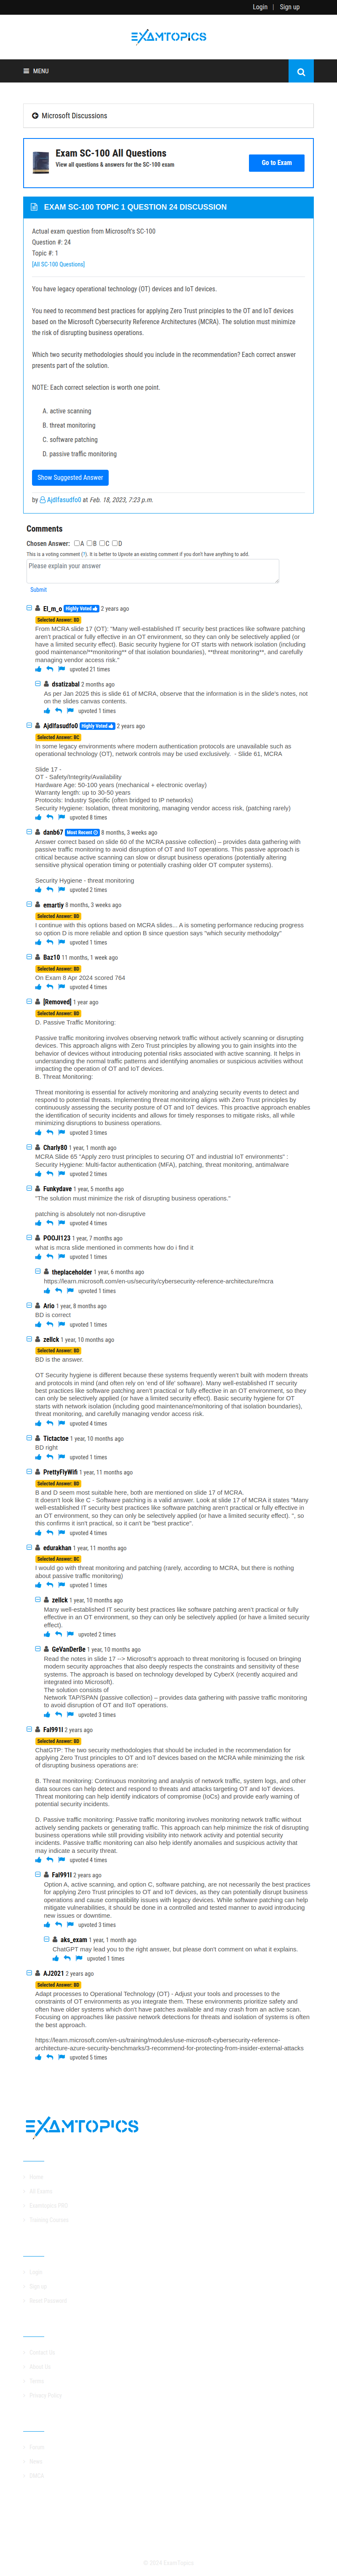 Login | Sign up
EXAMTOPICS
MENU
Microsoft Discussions
Exam SC-100 All Questions
View all questions & answers for the SC-100 exam
Go to Exam
EXAM SC-100 TOPIC 1 QUESTION 24 DISCUSSION
Actual exam question from Microsoft's SC-100
Question #: 24
Topic #: 1
[All SC-100 Questions]
You have legacy operational technology (OT) devices and IoT devices.
You need to recommend best practices for applying Zero Trust principles to the OT and IoT devices
based on the Microsoft Cybersecurity Reference Architectures (MCRA). The solution must minimize
the risk of disrupting business operations.
Which two security methodologies should you include in the recommendation? Each correct answer
presents part of the solution.
NOTE: Each correct selection is worth one point.
A. active scanning
B. threat monitoring
C. software patching
D. passive traffic monitoring
Show Suggested Answer
by Ajdlfasudfo0 at Feb. 18, 2023, 7:23 p.m.
Comments
Chosen Answer: A B C D
This is a voting comment (?). It is better to Upvote an existing comment if you don't have anything to add.
Please explain your answer
Submit
El_m_o Highly Voted 2 years ago
Selected Answer: BD
From MCRA slide 17 (OT): "Many well-established IT security best practices like software patching
aren't practical or fully effective in an OT environment, so they can only be selectively applied (or
have a limited security effect). Basic security hygiene for OT starts with network isolation (including
good maintenance/**monitoring** of that isolation boundaries), **threat monitoring**, and carefully
managing vendor access risk."
upvoted 21 times
dsatizabal 2 months ago
As per Jan 2025 this is slide 61 of MCRA, observe that the information is in the slide's notes, not
on the slides canvas contents.
upvoted 1 times
Ajdlfasudfo0 Highly Voted 2 years ago
Selected Answer: BC
In some legacy environments where modern authentication protocols are unavailable such as
operational technology (OT), network controls may be used exclusively. - Slide 61, MCRA
Slide 17 -
OT - Safety/Integrity/Availability
Hardware Age: 50-100 years (mechanical + electronic overlay)
Warranty length: up to 30-50 years
Protocols: Industry Specific (often bridged to IP networks)
Security Hygiene: Isolation, threat monitoring, managing vendor access risk, (patching rarely)
upvoted 8 times
danb67 Most Recent 8 months, 3 weeks ago
Answer correct based on slide 60 of the MCRA passive collection) – provides data gathering with
passive traffic monitoring to avoid disruption of OT and IIoT operations. This passive approach is
critical because active scanning can slow or disrupt business operations (potentially altering
sensitive physical operation timing or potentially crashing older OT computer systems).
Security Hygiene - threat monitoring
upvoted 2 times
emartiy 8 months, 3 weeks ago
Selected Answer: BD
I continue with this options based on MCRA slides... A is someting performance reducing progress
so option D is more reliable and option B since question says "which security methodolgy"
upvoted 1 times
Baz10 11 months, 1 week ago
Selected Answer: BD
On Exam 8 Apr 2024 scored 764
upvoted 4 times
[Removed] 1 year ago
Selected Answer: BD
D. Passive Traffic Monitoring:
Passive traffic monitoring involves observing network traffic without actively scanning or disrupting
devices. This approach aligns with Zero Trust principles by allowing you to gain insights into the
behavior of devices without introducing potential risks associated with active scanning. It helps in
understanding the normal traffic patterns and identifying anomalies or suspicious activities without
impacting the operation of OT and IoT devices.
B. Threat Monitoring:
Threat monitoring is essential for actively monitoring and analyzing security events to detect and
respond to potential threats. Implementing threat monitoring aligns with Zero Trust principles by
continuously assessing the security posture of OT and IoT devices. This proactive approach enables
the identification of security incidents and allows for timely responses to mitigate risks, all while
minimizing disruptions to business operations.
upvoted 3 times
Charly80 1 year, 1 month ago
MCRA Slide 65 "Apply zero trust principles to securing OT and industrial IoT environments" :
Security Hygiene: Multi-factor authentication (MFA), patching, threat monitoring, antimalware
upvoted 2 times
Funkydave 1 year, 5 months ago
"The solution must minimize the risk of disrupting business operations."
patching is absolutely not non-disruptive
upvoted 4 times
POOJI123 1 year, 7 months ago
what is mcra slide mentioned in comments how do i find it
upvoted 1 times
theplaceholder 1 year, 6 months ago
https://learn.microsoft.com/en-us/security/cybersecurity-reference-architecture/mcra
upvoted 1 times
Ario 1 year, 8 months ago
BD is correct
upvoted 1 times
zellck 1 year, 10 months ago
Selected Answer: BD
BD is the answer.
OT Security hygiene is different because these systems frequently weren't built with modern threats
and protocols in mind (and often rely on 'end of life' software). Many well-established IT security
best practices like software patching aren't practical or fully effective in an OT environment, so they
can only be selectively applied (or have a limited security effect). Basic security hygiene for OT
starts with network isolation (including good maintenance/monitoring of that isolation boundaries),
threat monitoring, and carefully managing vendor access risk.
upvoted 4 times
Tictactoe 1 year, 10 months ago
BD right
upvoted 1 times
PrettyFlyWifi 1 year, 11 months ago
Selected Answer: BD
B and D seem most suitable here, both are mentioned on slide 17 of MCRA.
It doesn't look like C - Software patching is a valid answer. Look at slide 17 of MCRA it states "Many
well-established IT security best practices like software patching aren't practical or fully effective in
an OT environment, so they can only be selectively applied (or have a limited security effect). ", so
this confirms it isn't practical, so it can't be "best practice".
upvoted 4 times
edurakhan 1 year, 11 months ago
Selected Answer: BC
I would go with threat monitoring and patching (rarely, according to MCRA, but there is nothing
about passive traffic monitoring)
upvoted 1 times
zellck 1 year, 10 months ago
Many well-established IT security best practices like software patching aren't practical or fully
effective in an OT environment, so they can only be selectively applied (or have a limited security
effect).
upvoted 2 times
GeVanDerBe 1 year, 10 months ago
Read the notes in slide 17 --> Microsoft's approach to threat monitoring is focused on bringing
modern security approaches that also deeply respects the constraints and sensitivity of these
systems. The approach is based on technology developed by CyberX (recently acquired and
integrated into Microsoft).
The solution consists of
Network TAP/SPAN (passive collection) – provides data gathering with passive traffic monitoring
to avoid disruption of OT and IIoT operations.
upvoted 3 times
Fal991l 2 years ago
Selected Answer: BD
ChatGTP: The two security methodologies that should be included in the recommendation for
applying Zero Trust principles to OT and IoT devices based on the MCRA while minimizing the risk
of disrupting business operations are:
B. Threat monitoring: Continuous monitoring and analysis of network traffic, system logs, and other
data sources can help detect and respond to threats and attacks targeting OT and IoT devices.
Threat monitoring can help identify indicators of compromise (IoCs) and provide early warning of
potential security incidents.
D. Passive traffic monitoring: Passive traffic monitoring involves monitoring network traffic without
actively sending packets or generating traffic. This approach can help minimize the risk of disrupting
business operations while still providing visibility into network activity and potential security
incidents. Passive traffic monitoring can also help identify anomalies and suspicious activity that
may indicate a security threat.
upvoted 4 times
Fal991l 2 years ago
Option A, active scanning, and option C, software patching, are not necessarily the best practices
for applying Zero Trust principles to OT and IoT devices, as they can potentially disrupt business
operations and cause compatibility issues with legacy devices. While software patching can help
mitigate vulnerabilities, it should be done in a controlled and tested manner to avoid introducing
new issues or downtime.
upvoted 3 times
aks_exam 1 year, 1 month ago
ChatGPT may lead you to the right answer, but please don't comment on what it explains.
upvoted 1 times
AJ2021 2 years ago
Selected Answer: BD
Adapt processes to Operational Technology (OT) - Adjust your tools and processes to the
constraints of OT environments as you integrate them. These environments prioritize safety and
often have older systems which don't have patches available and may crash from an active scan.
Focusing on approaches like passive network detections for threats and isolation of systems is often
the best approach.
https://learn.microsoft.com/en-us/training/modules/use-microsoft-cybersecurity-reference-
architecture-azure-security-benchmarks/3-recommend-for-protecting-from-insider-external-attacks
upvoted 5 times
EXAMTOPICS
Home
All Exams
Training Courses
Login
Sign up
Reset Password
Contact Us
About Us
Terms
Privacy Policy
Forum
News
DMCA